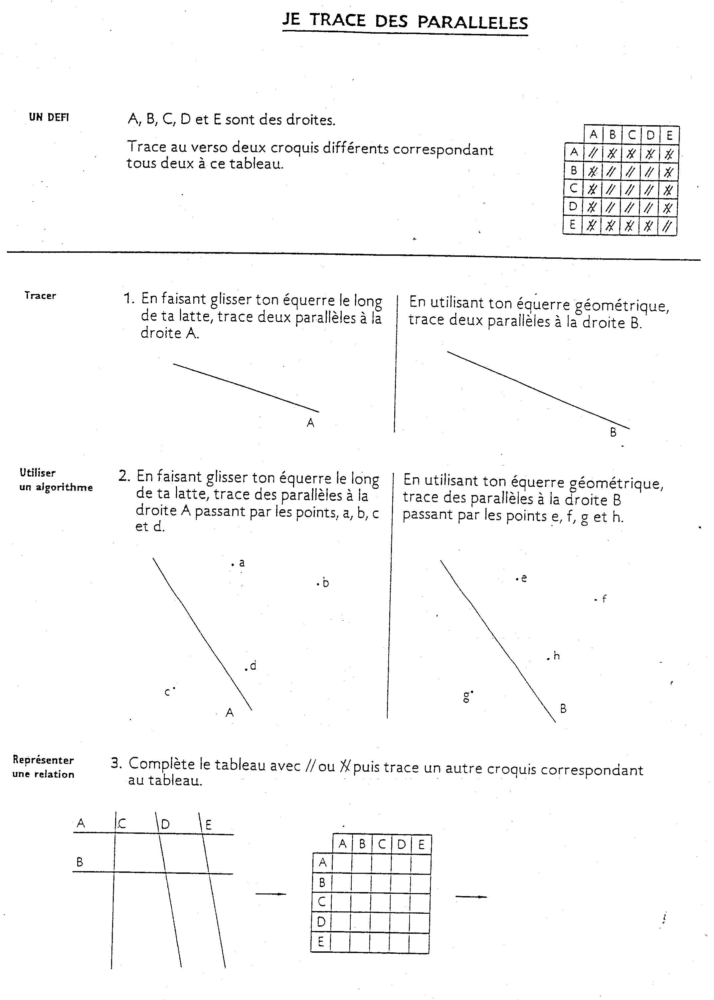 JE TRACE DES PARALLELES
UN DEFI
A, B, C, D et E sont des droites.
Trace au verso deux croquis différents correspondant
tous deux à ce tableau.
A B C D E
A // ⁑ ⁑ ⁑ ⁑
B ⁑ // // // ⁑
C ⁑ // // // ⁑
D ⁑ // // // ⁑
E ⁑ ⁑ ⁑ ⁑ //
Tracer
1. En faisant glisser ton équerre le long
de ta latte, trace deux parallèles à la
droite A.
En utilisant ton équerre géométrique,
trace deux parallèles à la droite B.
A
B
Utiliser
un algorithme
2. En faisant glisser ton équerre le long
de ta latte, trace des parallèles à la
droite A passant par les points, a, b, c
et d.
En utilisant ton équerre géométrique,
trace des parallèles à la droite B
passant par les points e, f, g et h.
a
b
d
c
A
e
f
h
g
B
Représenter
une relation
3. Complète le tableau avec // ou ∦ puis trace un autre croquis correspondant
au tableau.
A C D E
B
A B C D E
A
B
C
D
E